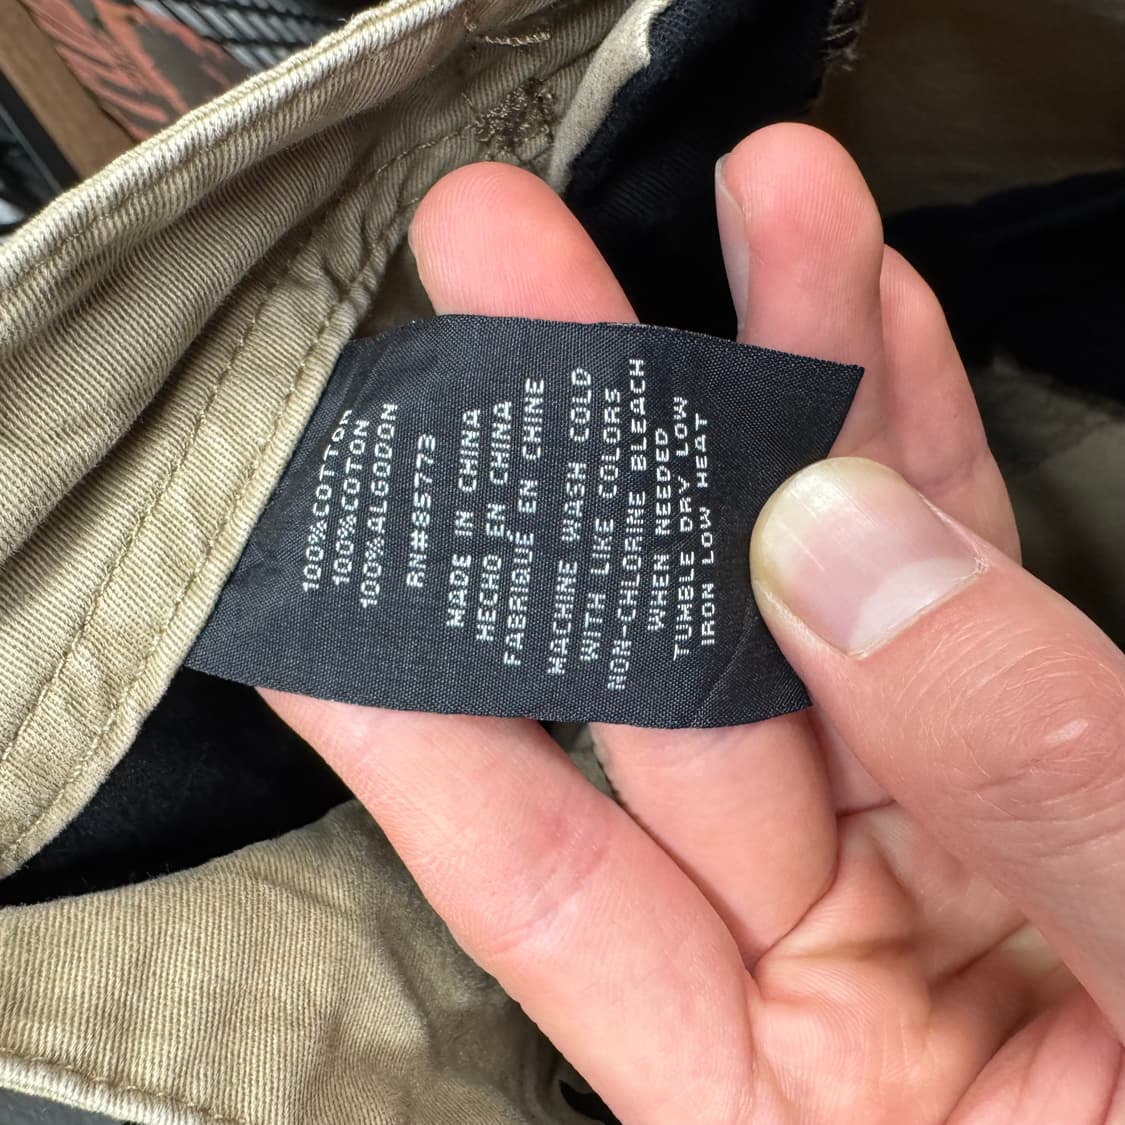 100%COTTON
100%COTON
100%ALGODON
RN#85773
MADE IN CHINA
HECHO EN CHINA
FABRIQUÉ EN CHINE
MACHINE WASH COLD
WITH LIKE COLORS
NON-CHLORINE BLEACH
WHEN NEEDED
TUMBLE DRY LOW
IRON LOW HEAT